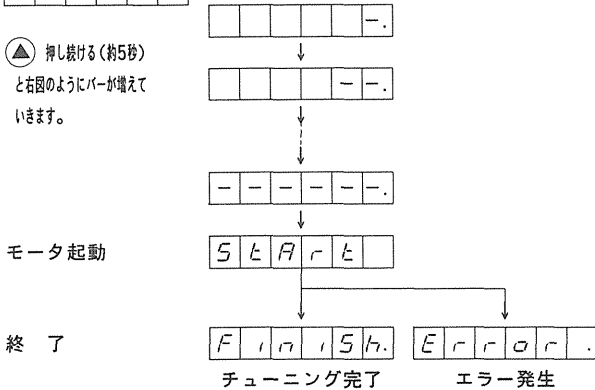 -.
押し続ける(約5秒)
と右図のようにバーが増えて
いきます。
--.
------.
モータ起動
StArt
終 了
FiniSh.
Error.
チューニング完了
エラー発生